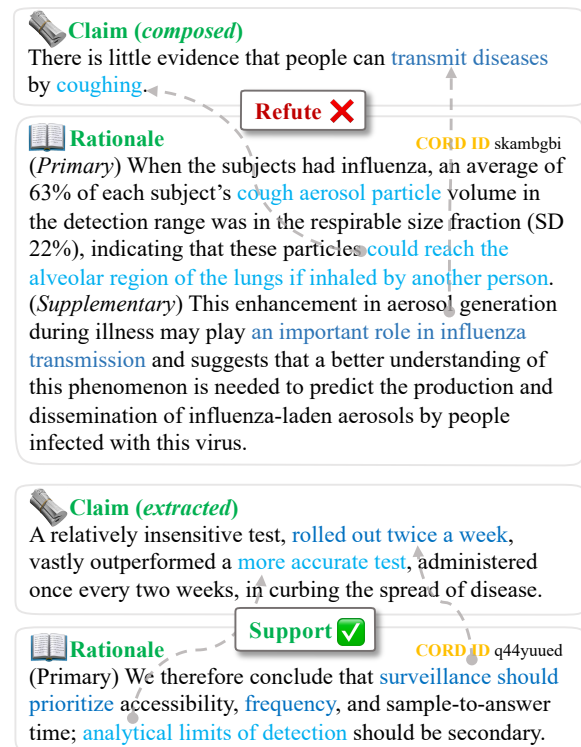 Claim (composed)
There is little evidence that people can transmit diseases
by coughing.
Refute
Rationale
CORD ID skambgbi
(Primary) When the subjects had influenza, an average of
63% of each subject's cough aerosol particle volume in
the detection range was in the respirable size fraction (SD
22%), indicating that these particles could reach the
alveolar region of the lungs if inhaled by another person.
(Supplementary) This enhancement in aerosol generation
during illness may play an important role in influenza
transmission and suggests that a better understanding of
this phenomenon is needed to predict the production and
dissemination of influenza-laden aerosols by people
infected with this virus.
Claim (extracted)
A relatively insensitive test, rolled out twice a week,
vastly outperformed a more accurate test, administered
once every two weeks, in curbing the spread of disease.
Support
Rationale
CORD ID q44yuued
(Primary) We therefore conclude that surveillance should
prioritize accessibility, frequency, and sample-to-answer
time; analytical limits of detection should be secondary.